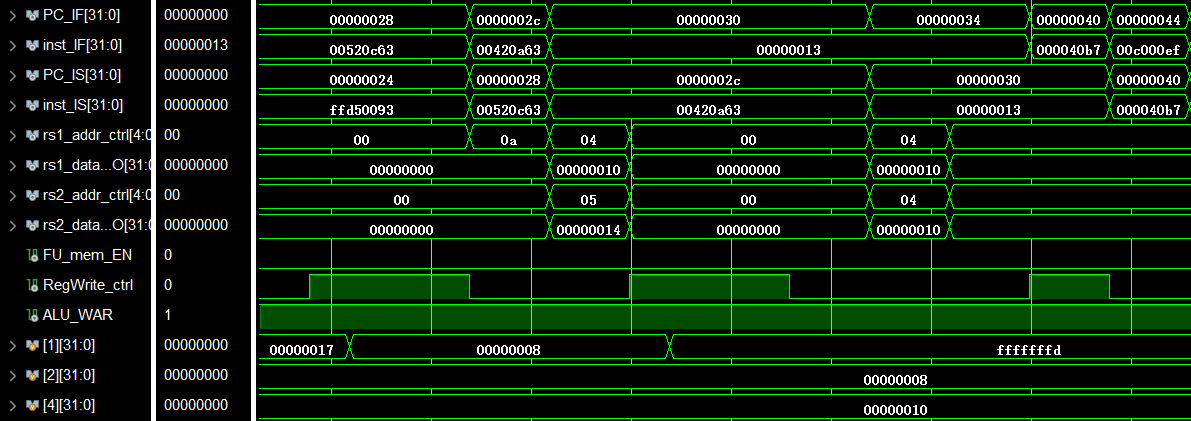 PC_IF[31:0] 00000000 00000028 0000002c 00000030 00000034 00000040 00000044
inst_IF[31:0] 00000013 00520c63 00420a63 00000013 000040b7 00c000ef
PC_IS[31:0] 00000000 00000024 00000028 0000002c 00000030 00000040
inst_IS[31:0] 00000000 ffd50093 00520c63 00420a63 00000013 000040b7
rs1_addr_ctrl[4:0 00 00 0a 04 00 04
rs1_data...O[31:0 00000000 00000000 00000010 00000000 00000010
rs2_addr_ctrl[4:0 00 00 05 00 04
rs2_data...O[31:0 00000000 00000000 00000014 00000000 00000010
FU_mem_EN 0
RegWrite_ctrl 0
ALU_WAR 1
[1][31:0] 00000000 00000017 00000008 fffffffd
[2][31:0] 00000000 00000008
[4][31:0] 00000000 00000010